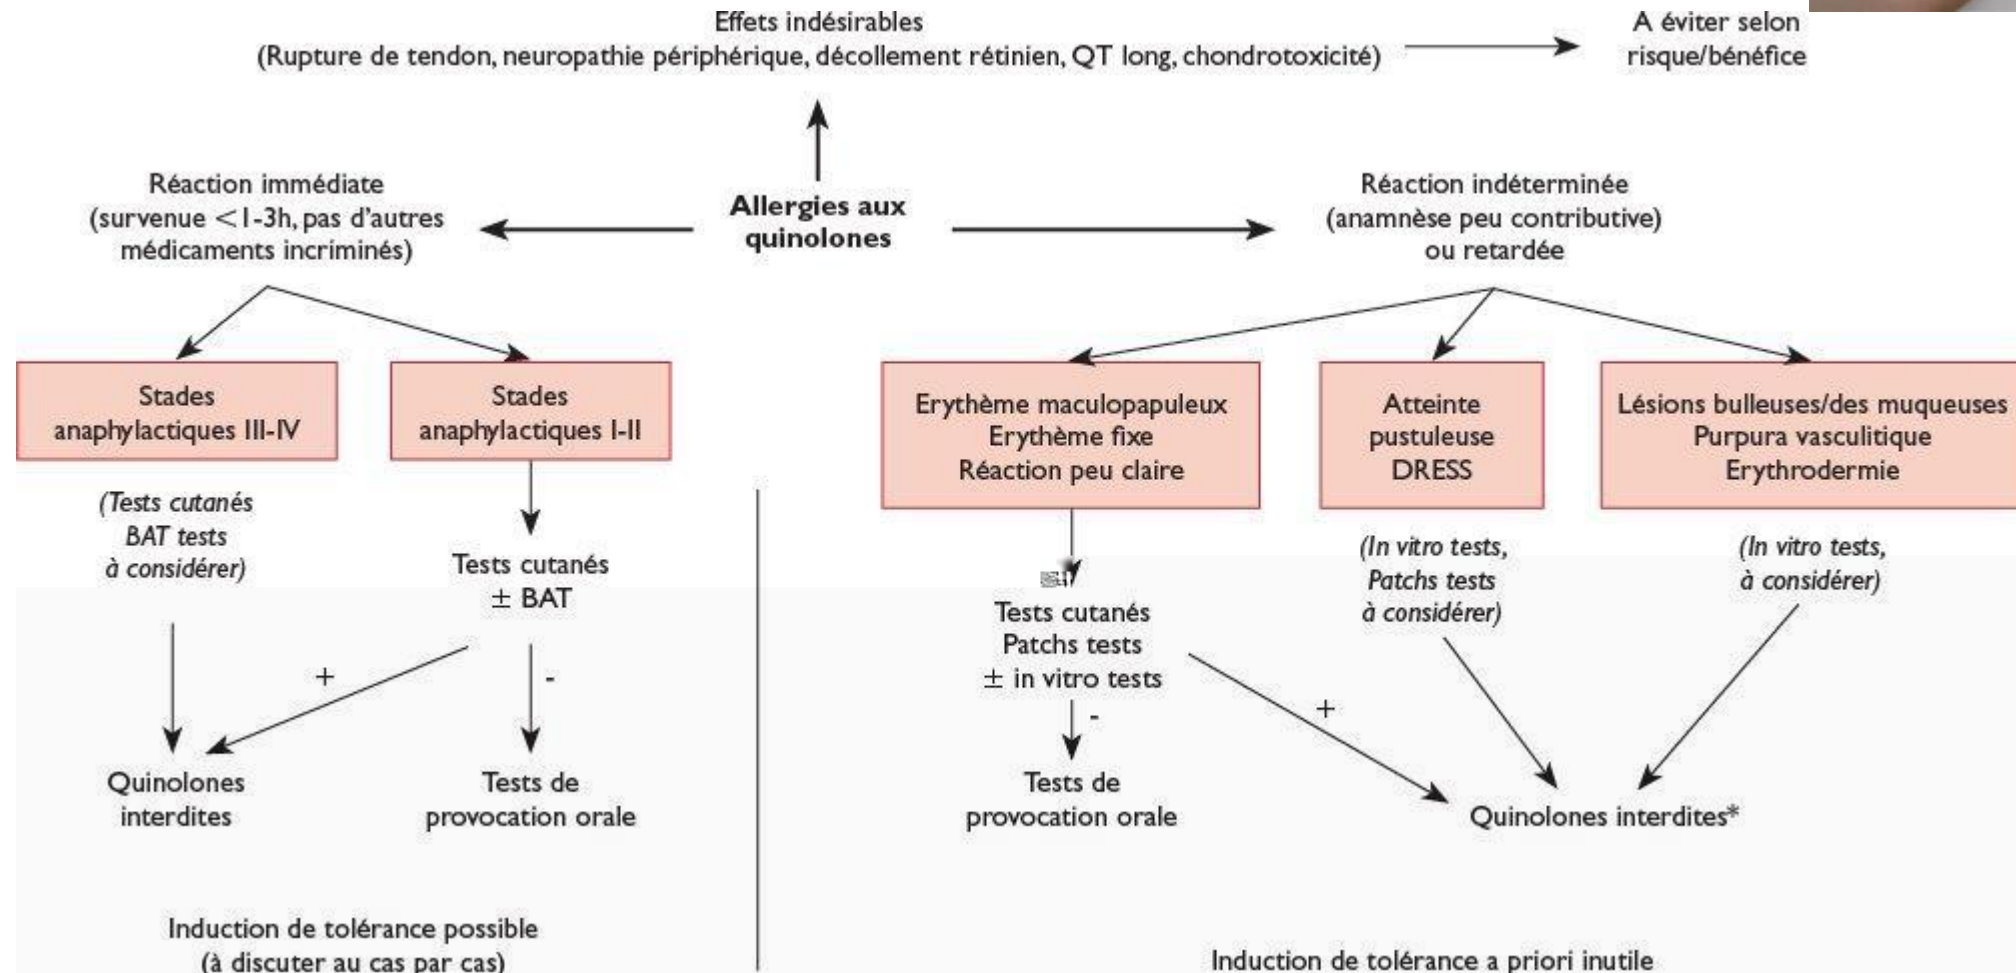 Effets indésirables
(Rupture de tendon, neuropathie périphérique, décollement rétinien, QT long, chondrotoxicité)
A éviter selon
risque/bénéfice
Réaction immédiate
(survenue <1-3h, pas d'autres
médicaments incriminés)
Allergies aux
quinolones
Réaction indéterminée
(anamnèse peu contributive)
ou retardée
Stades
anaphylactiques III-IV
Stades
anaphylactiques I-II
Erythème maculopapuleux
Erythème fixe
Réaction peu claire
Atteinte
pustuleuse
DRESS
Lésions bulleuses/des muqueuses
Purpura vasculitique
Erythrodermie
(Tests cutanés
BAT tests
à considérer)
Tests cutanés
± BAT
Tests cutanés
Patchs tests
± in vitro tests
(In vitro tests,
Patchs tests
à considérer)
(In vitro tests,
à considérer)
+
-
-
+
Quinolones
interdites
Tests de
provocation orale
Tests de
provocation orale
Quinolones interdites*
Induction de tolérance possible
(à discuter au cas par cas)
Induction de tolérance a priori inutile